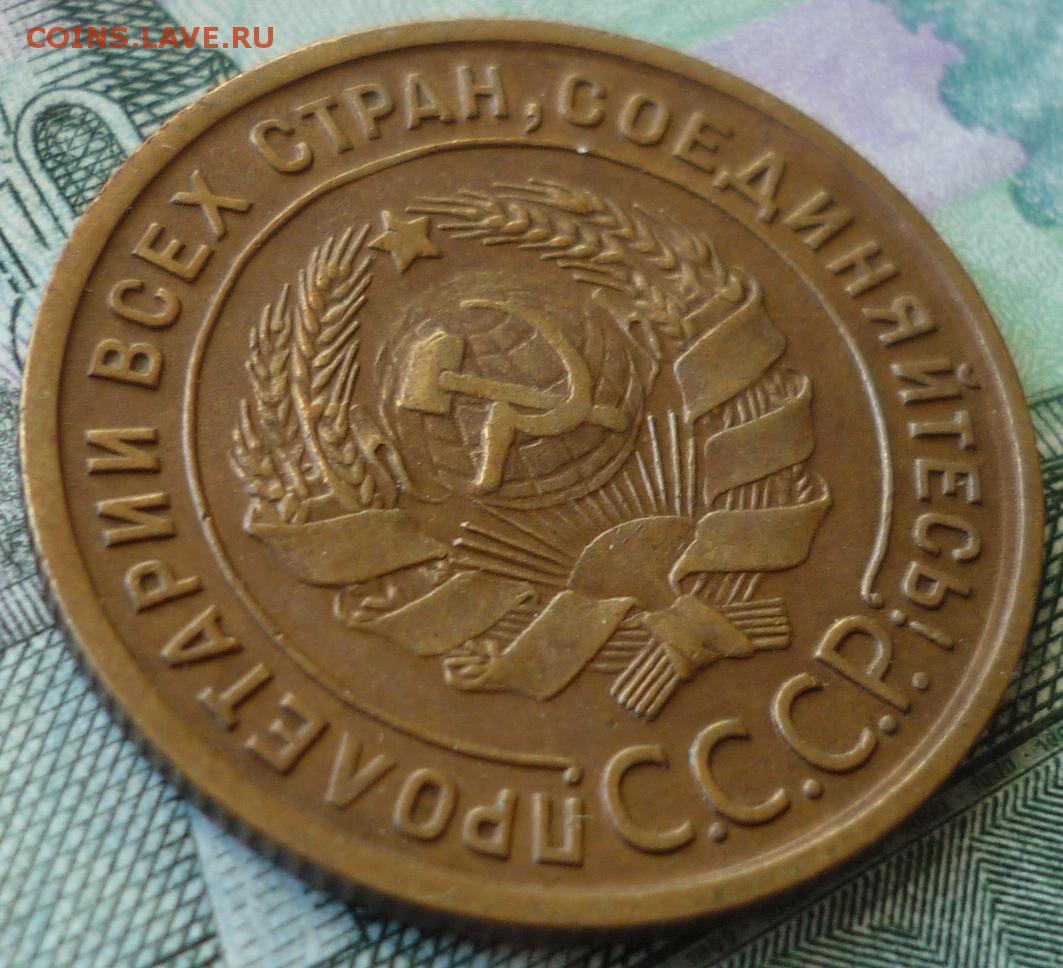 COINS.LAVE.RU
ПРОЛЕТАРИИ ВСЕХ СТРАН, СОЕДИНЯЙТЕСЬ!
С.С.С.Р.